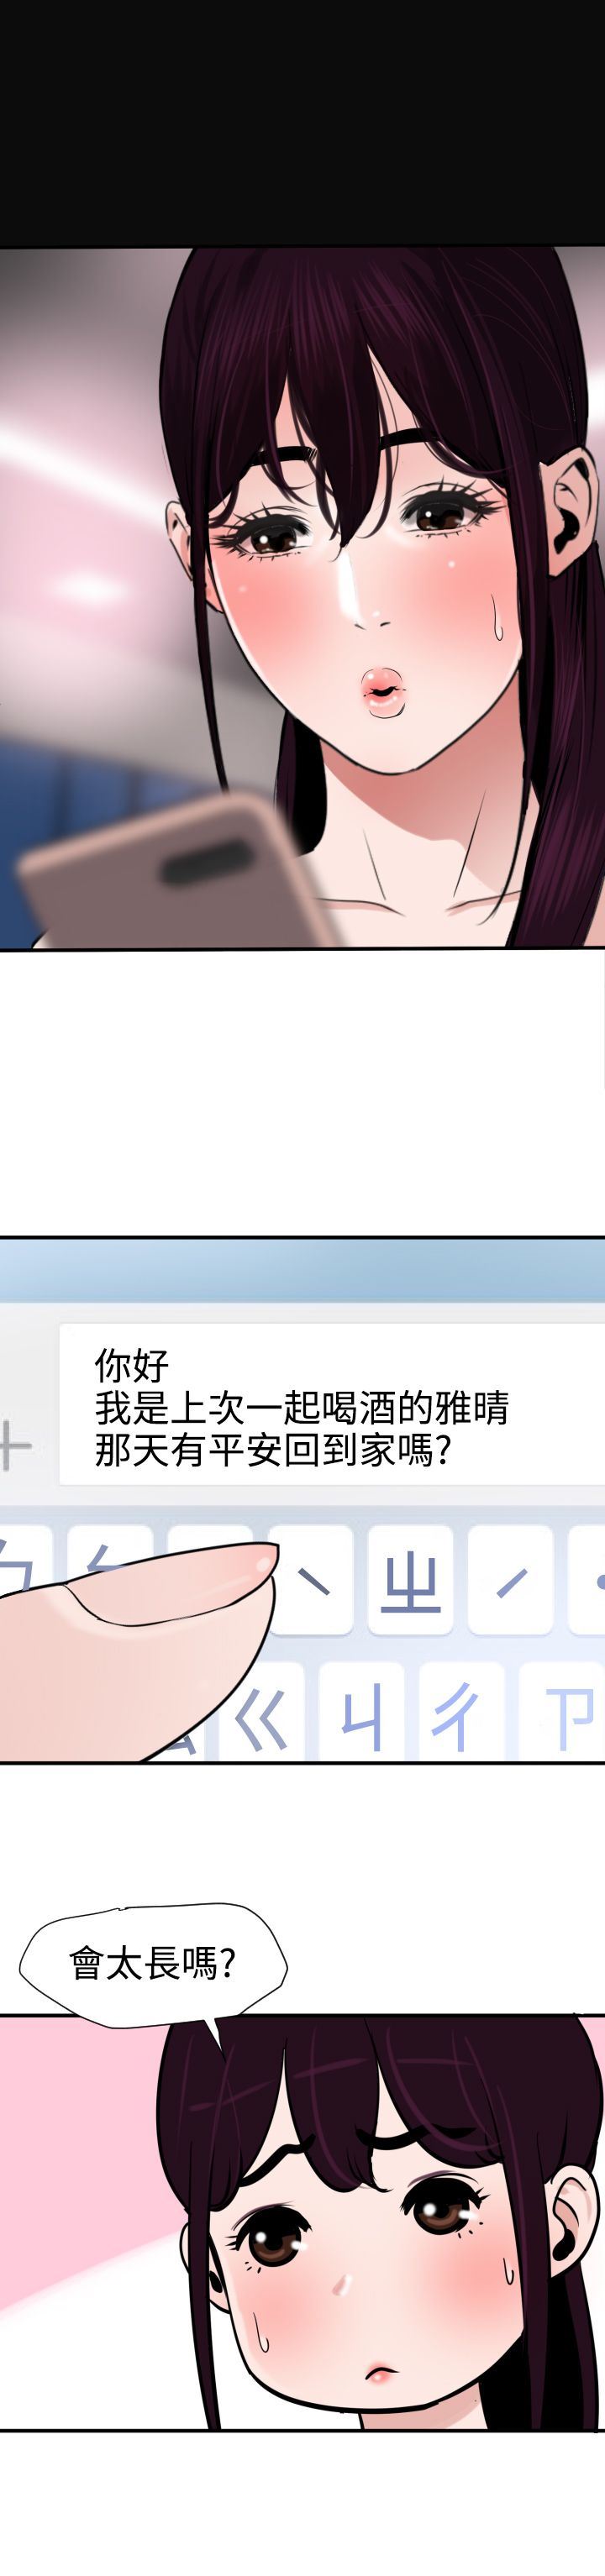 你好
我是上次一起喝酒的雅晴
那天有平安回到家嗎?
ㄅ ㄣ ˋ ㄓ ˊ ˙
ㄍ ㄐ ㄔ ㄗ
會太長嗎?